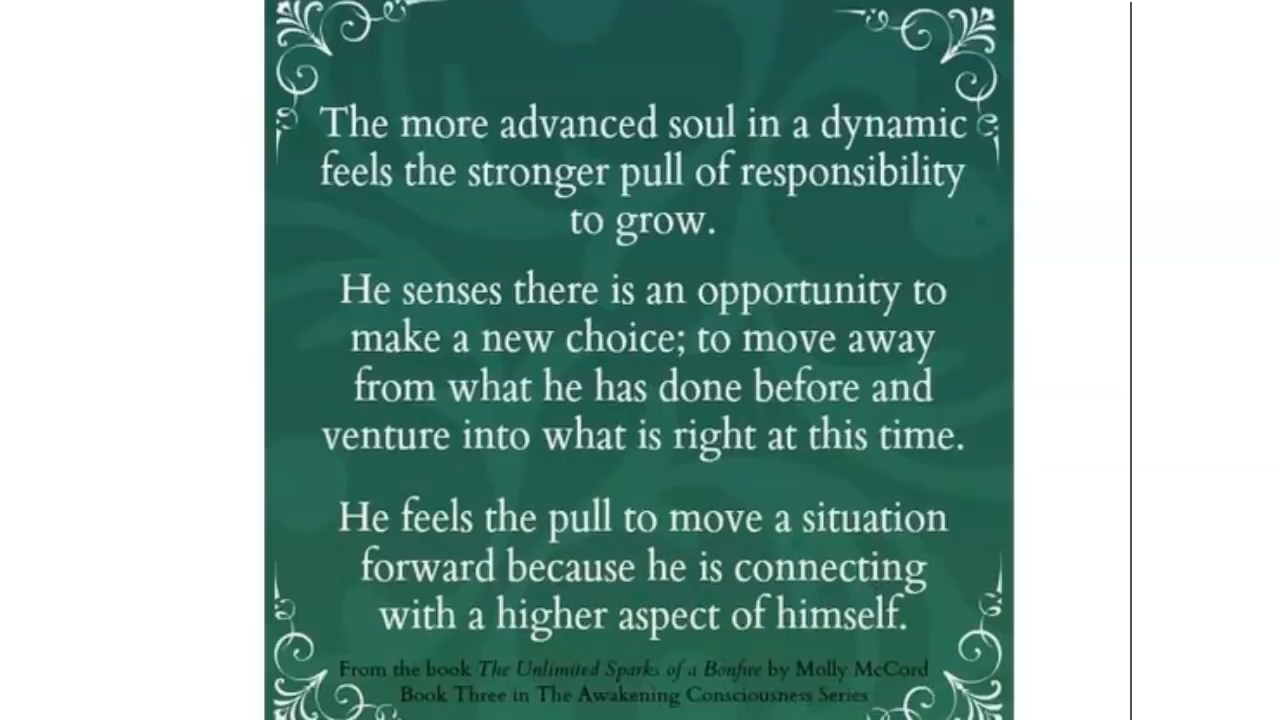 The more advanced soul in a dynamic
feels the stronger pull of responsibility
to grow.
He senses there is an opportunity to
make a new choice; to move away
from what he has done before and
venture into what is right at this time.
He feels the pull to move a situation
forward because he is connecting
with a higher aspect of himself.
From the book The Unlimited Sparks of a Bonfire by Molly McCord
Book Three in The Awakening Consciousness Series